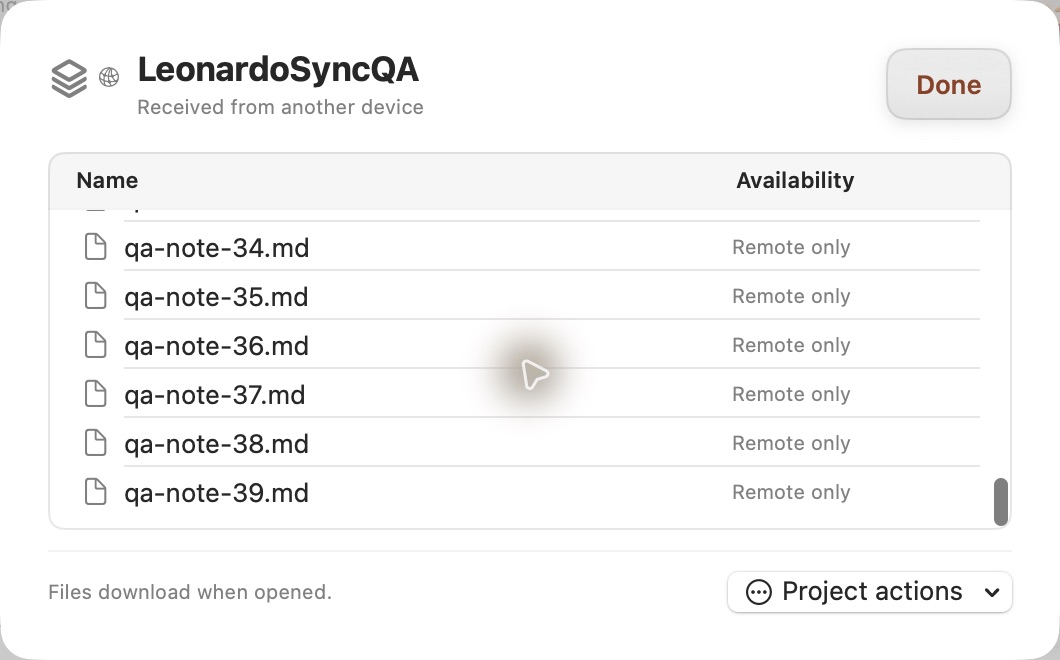 LeonardoSyncQA
Received from another device
Done
Name Availability
qa-note-34.md Remote only
qa-note-35.md Remote only
qa-note-36.md Remote only
qa-note-37.md Remote only
qa-note-38.md Remote only
qa-note-39.md Remote only
Files download when opened.
Project actions